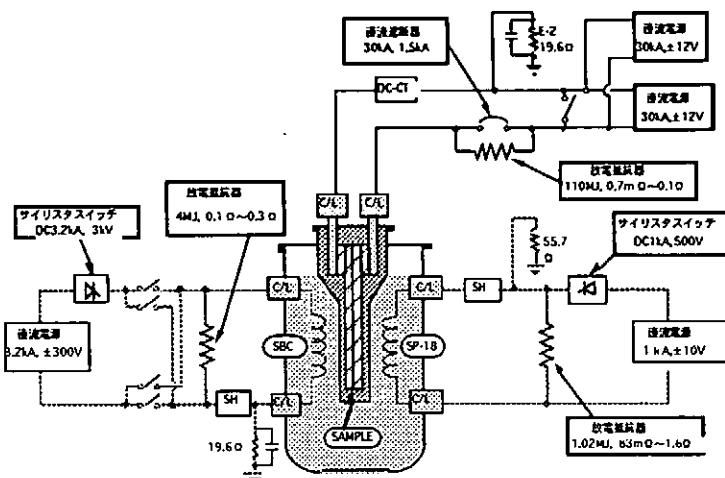 直流遮断器
30kA, 1.5kA
E-Z
19.6Ω
直流電源
30kA,±12V
DC-CT
直流電源
30kA,±12V
放電抵抗器
110MJ, 0.7mΩ～0.1Ω
C/L
C/L
放電抵抗器
4MJ, 0.1Ω～0.3Ω
サイリスタスイッチ
DC3.2kA, 3kV
サイリスタスイッチ
DC1kA, 500V
55.7
Ω
C/L
C/L
SH
直流電源
3.2kA, ±300V
SBC
SP-18
直流電源
1kA, ±10V
SH
C/L
C/L
SAMPLE
19.6Ω
放電抵抗器
1.02MJ, 83mΩ～1.6Ω